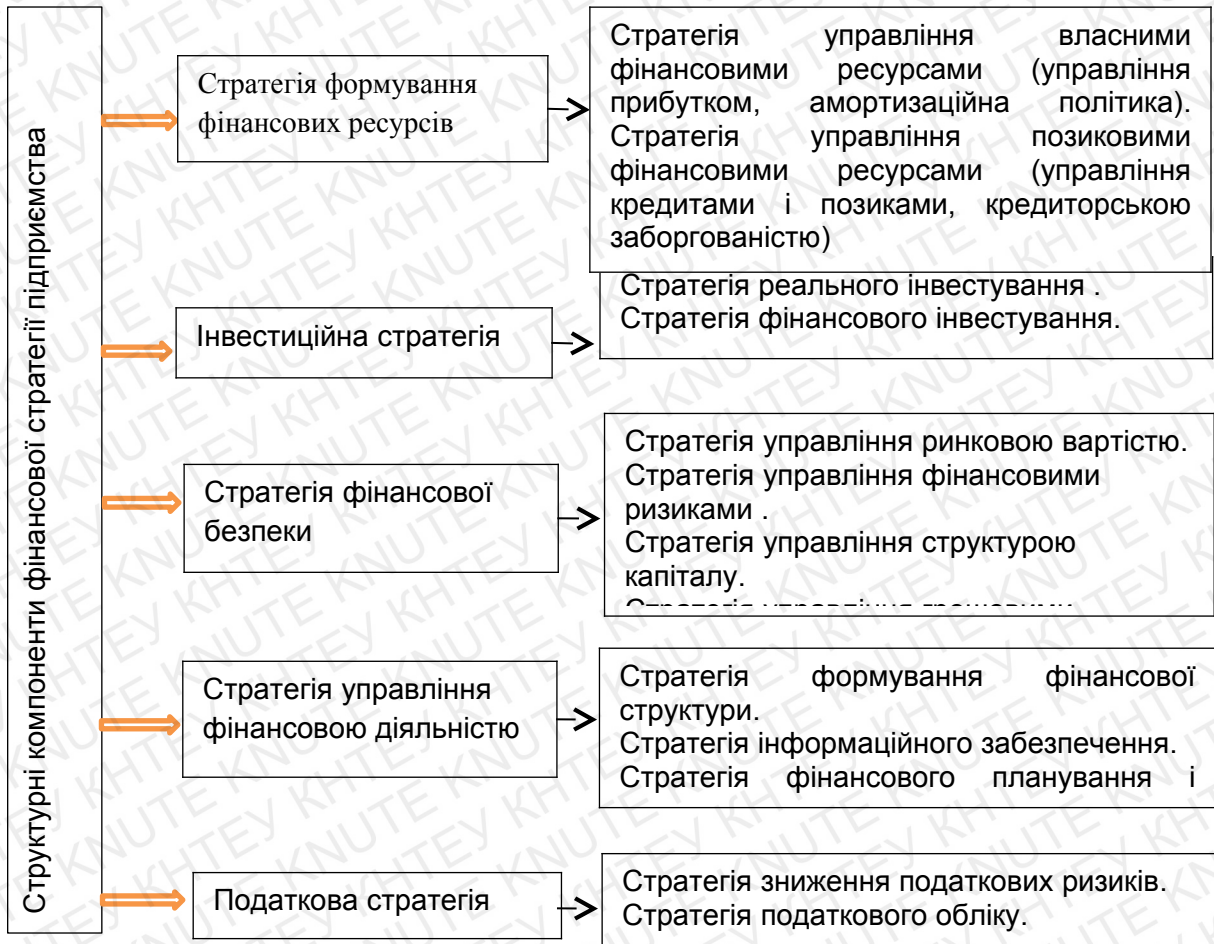 Структурні компоненти фінансової стратегії підприємства
Стратегія формування
фінансових ресурсів
Стратегія управління власними
фінансовими ресурсами (управління
прибутком, амортизаційна політика).
Стратегія управління позиковими
фінансовими ресурсами (управління
кредитами і позиками, кредиторською
заборгованістю)
Інвестиційна стратегія
Стратегія реального інвестування .
Стратегія фінансового інвестування.
Стратегія фінансової
безпеки
Стратегія управління ринковою вартістю.
Стратегія управління фінансовими
ризиками .
Стратегія управління структурою
капіталу.
Стратегія управління грошовими
Стратегія управління
фінансовою діяльністю
Стратегія формування фінансової
структури.
Стратегія інформаційного забезпечення.
Стратегія фінансового планування і
Податкова стратегія
Стратегія зниження податкових ризиків.
Стратегія податкового обліку.